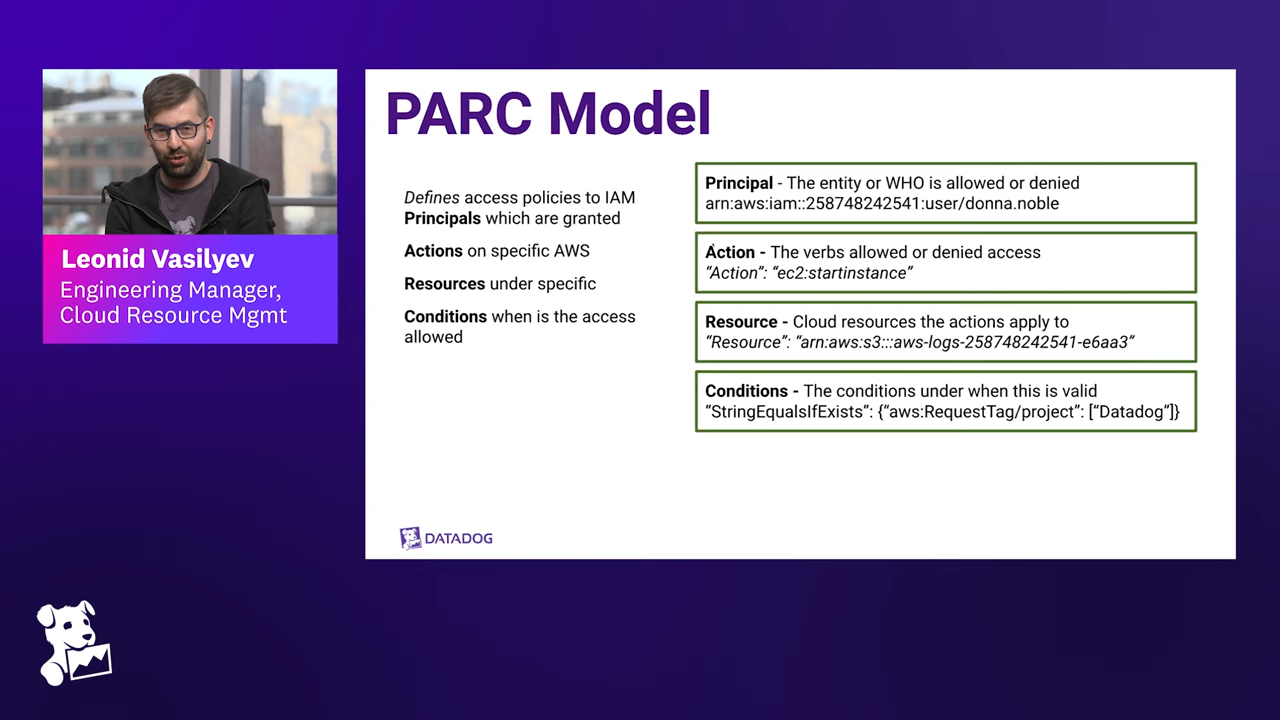 PARC Model
Leonid Vasilyev
Engineering Manager,
Cloud Resource Mgmt
Defines access policies to IAM
Principals which are granted
Actions on specific AWS
Resources under specific
Conditions when is the access
allowed
Principal - The entity or WHO is allowed or denied
arn:aws:iam::258748242541:user/donna.noble
Action - The verbs allowed or denied access
“Action”: “ec2:startinstance”
Resource - Cloud resources the actions apply to
“Resource”: “arn:aws:s3:::aws-logs-258748242541-e6aa3”
Conditions - The conditions under when this is valid
“StringEqualsIfExists”: {“aws:RequestTag/project”: [“Datadog”]}
DATADOG